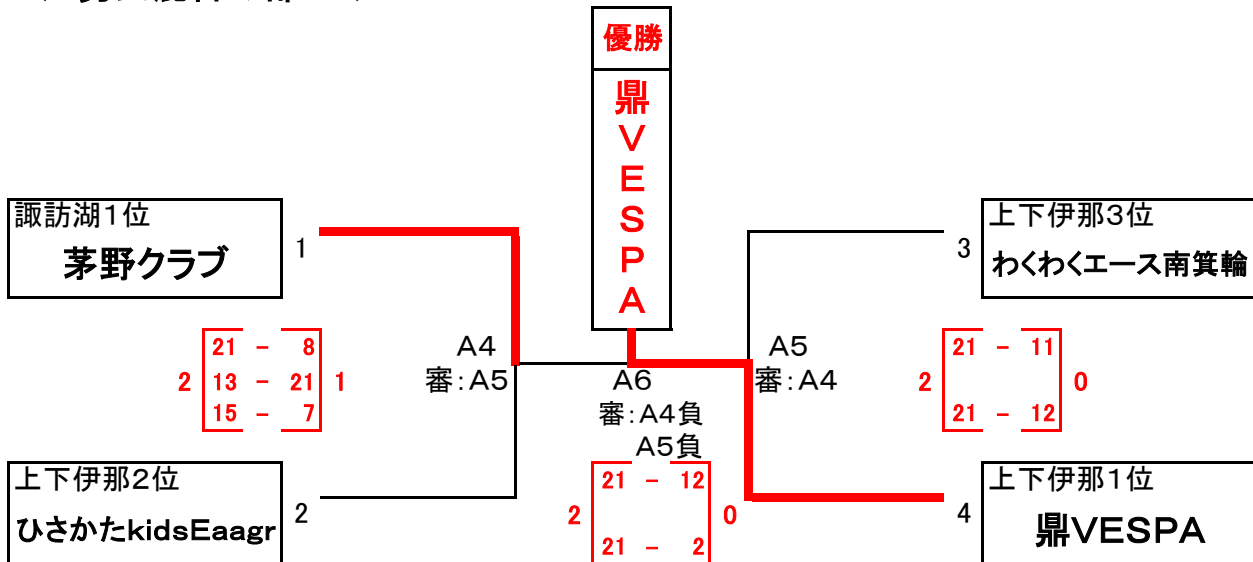 優勝
鼎VESPA
諏訪湖1位
茅野クラブ
1
上下伊那3位
わくわくエース南箕輪
3
21 - 8
2 13 - 21 1
15 - 7
A4
審:A5
A6
審:A4負
A5負
A5
審:A4
21 - 11
2 0
21 - 12
上下伊那2位
ひさかたkidsEaagr
2
21 - 12
2 0
21 - 2
上下伊那1位
鼎VESPA
4